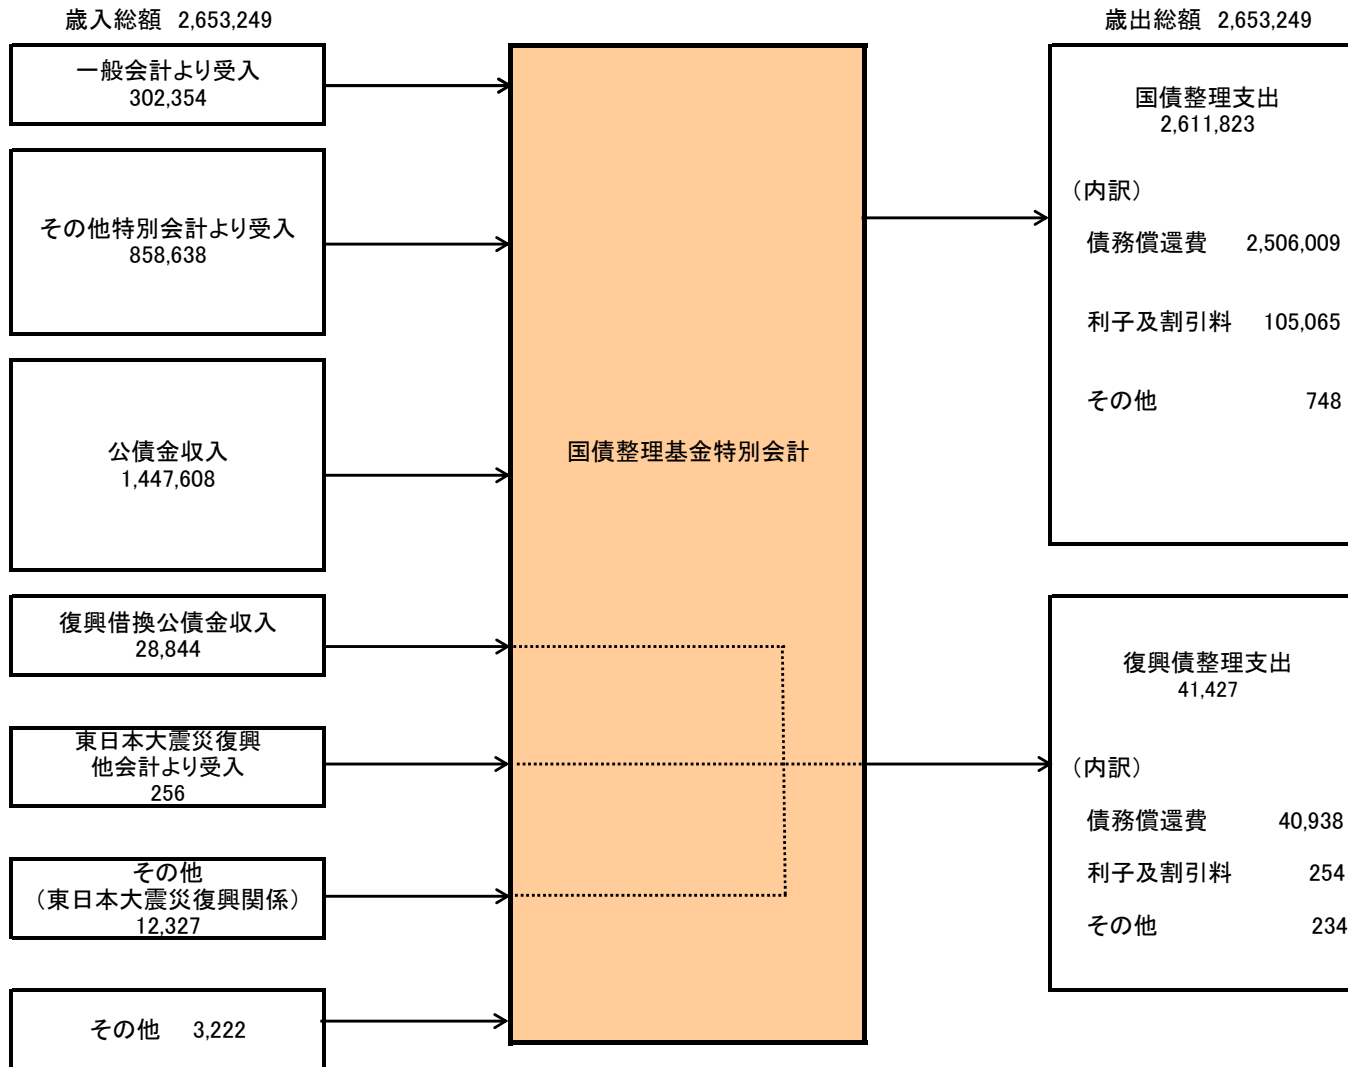 歳入総額 2,653,249
一般会計より受入
302,354
その他特別会計より受入
858,638
公債金収入
1,447,608
復興借換公債金収入
28,844
東日本大震災復興
他会計より受入
256
その他
（東日本大震災復興関係）
12,327
その他 3,222
国債整理基金特別会計
歳出総額 2,653,249
国債整理支出
2,611,823
（内訳）
債務償還費 2,506,009
利子及割引料 105,065
その他 748
復興債整理支出
41,427
（内訳）
債務償還費 40,938
利子及割引料 254
その他 234